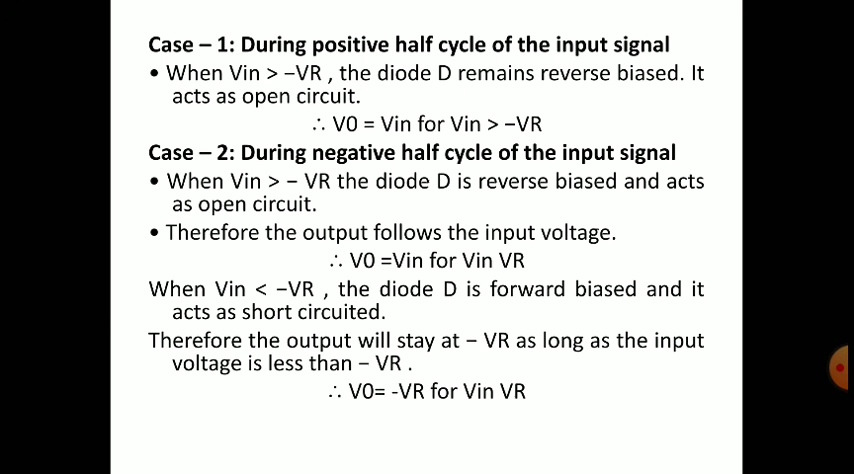 Case – 1: During positive half cycle of the input signal
• When Vin > −VR , the diode D remains reverse biased. It
acts as open circuit.
∴ V0 = Vin for Vin > −VR
Case – 2: During negative half cycle of the input signal
• When Vin > − VR the diode D is reverse biased and acts
as open circuit.
• Therefore the output follows the input voltage.
∴ V0 =Vin for Vin VR
When Vin < −VR , the diode D is forward biased and it
acts as short circuited.
Therefore the output will stay at − VR as long as the input
voltage is less than − VR .
∴ V0= -VR for Vin VR